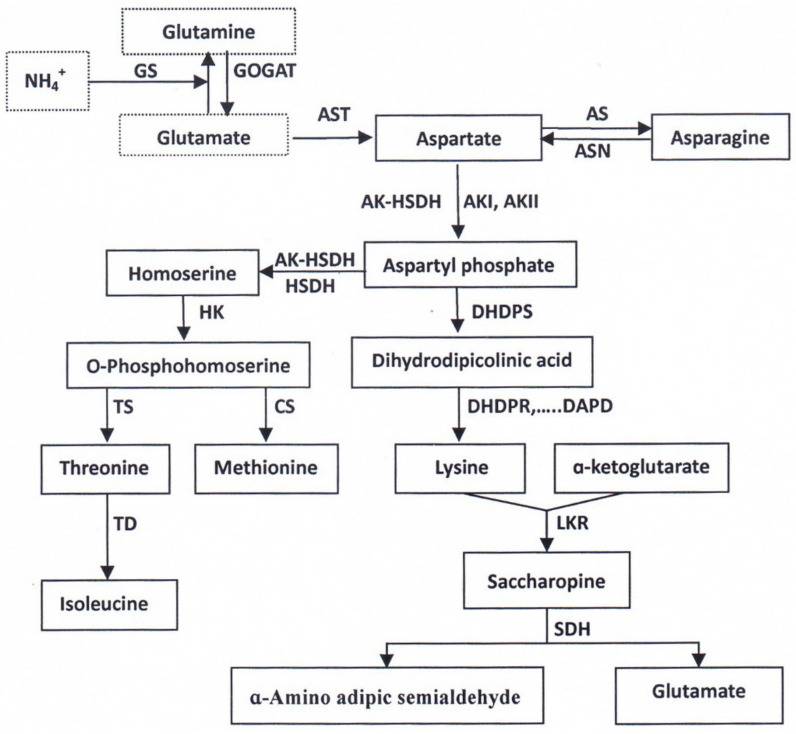 Glutamine
NH4+
GS
GOGAT
Glutamate
AST
Aspartate
AS
ASN
Asparagine
AK-HSDH
AKI, AKII
Homoserine
AK-HSDH
HSDH
Aspartyl phosphate
HK
DHDPS
O-Phosphohomoserine
Dihydrodipicolinic acid
TS
CS
DHDPR,.....DAPD
Threonine
Methionine
Lysine
α-ketoglutarate
TD
LKR
Isoleucine
Saccharopine
SDH
α-Amino adipic semialdehyde
Glutamate